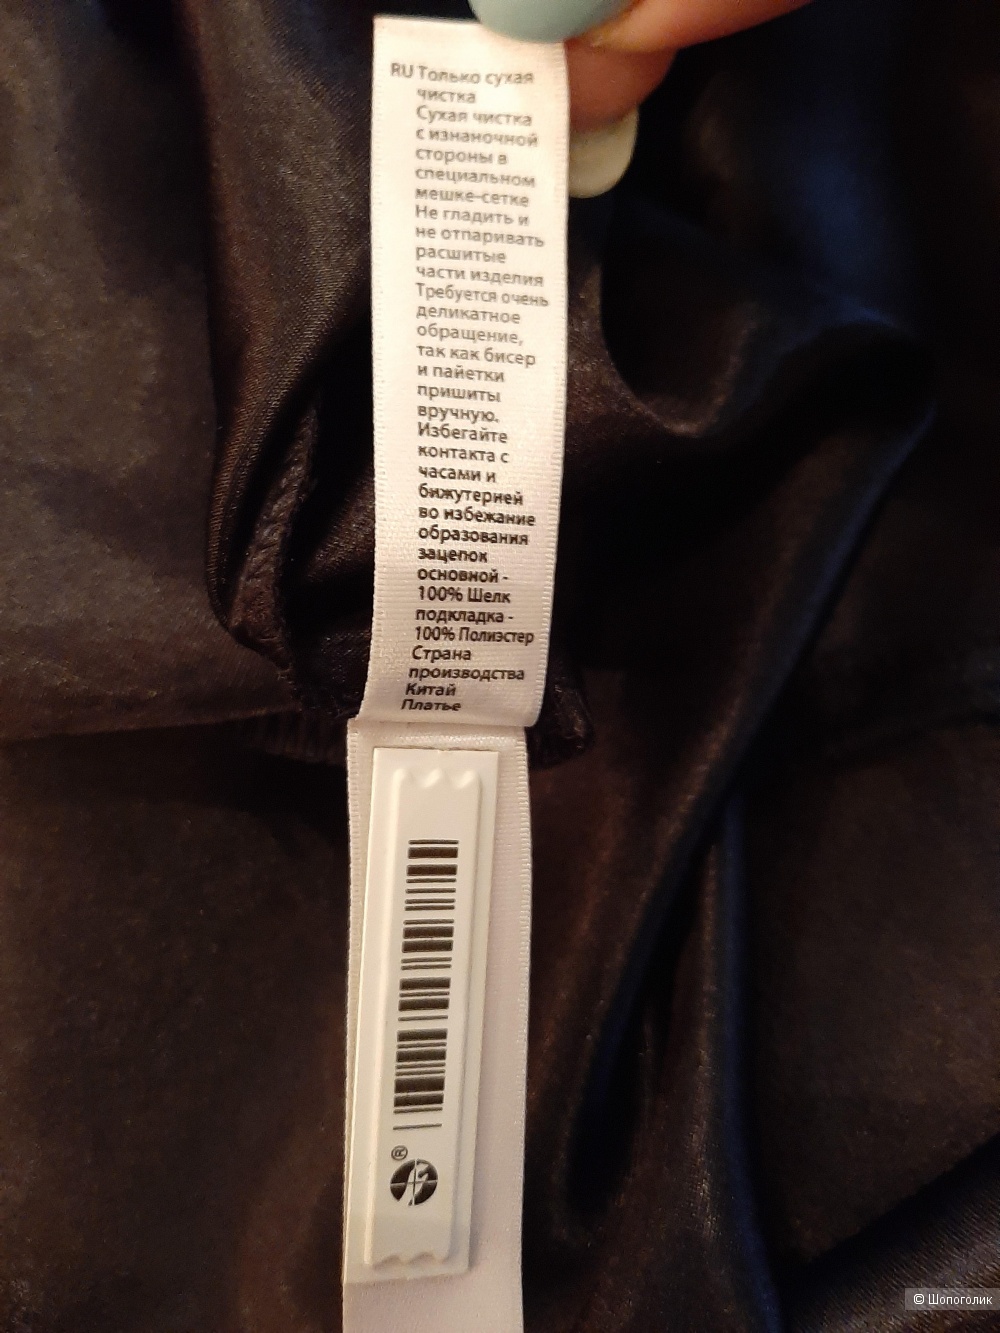 RU Только сухая
чистка
Сухая чистка
с изнаночной
стороны в
специальном
мешке-сетке
Не гладить и
не отпаривать
расшитые
части изделия
Требуется очень
деликатное
обращение,
так как бисер
и пайетки
пришиты
вручную.
Избегайте
контакта с
часами и
бижутерией
во избежание
образования
зацепок
основной -
100% Шелк
подкладка -
100% Полиэстер
Страна
производства
Китай
Платье
®
© Шопоголик